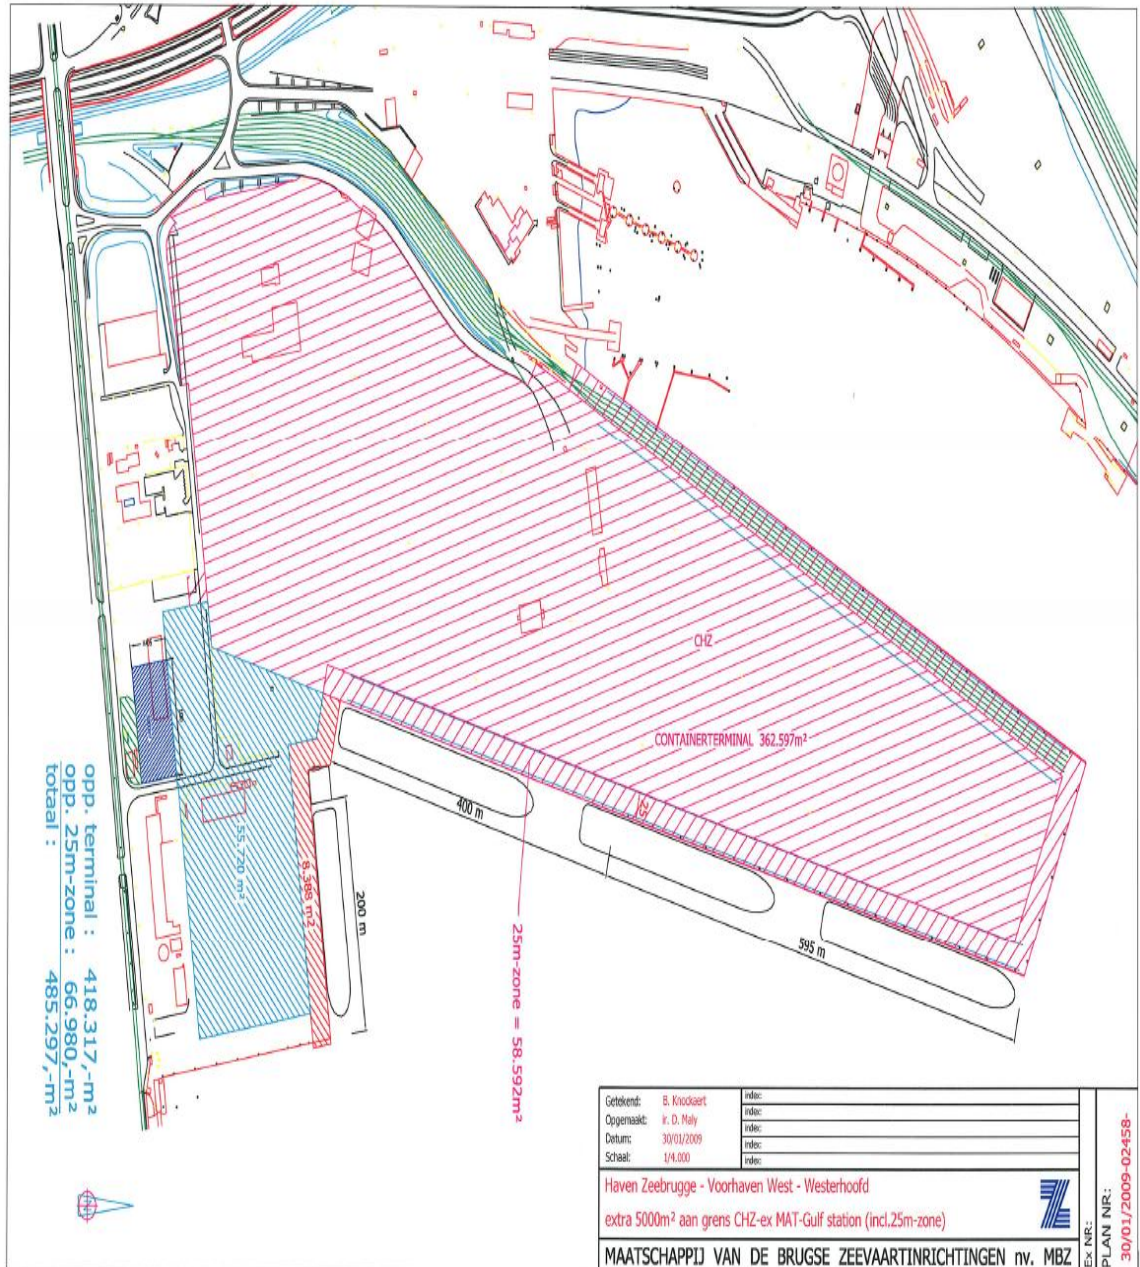 CHZ
CONTAINERTERMINAL 362.597m²
25
400 m
595 m
200 m
55.720 m²
8.388 m2
25m-zone = 58.592m²
opp. terminal : 418.317,-m²
opp. 25m-zone : 66.980,-m²
totaal : 485.297,-m²
Getekend: B. Knockaert
Opgemaakt: ir. D. Maly
Datum: 30/01/2009
Schaal: 1/4.000
index:
index:
index:
index:
index:
Haven Zeebrugge - Voorhaven West - Westerhoofd
extra 5000m² aan grens CHZ-ex MAT-Gulf station (incl.25m-zone)
MAATSCHAPPIJ VAN DE BRUGSE ZEEVAARTINRICHTINGEN nv. MBZ
Ex NR:
PLAN NR:
30/01/2009-02458-